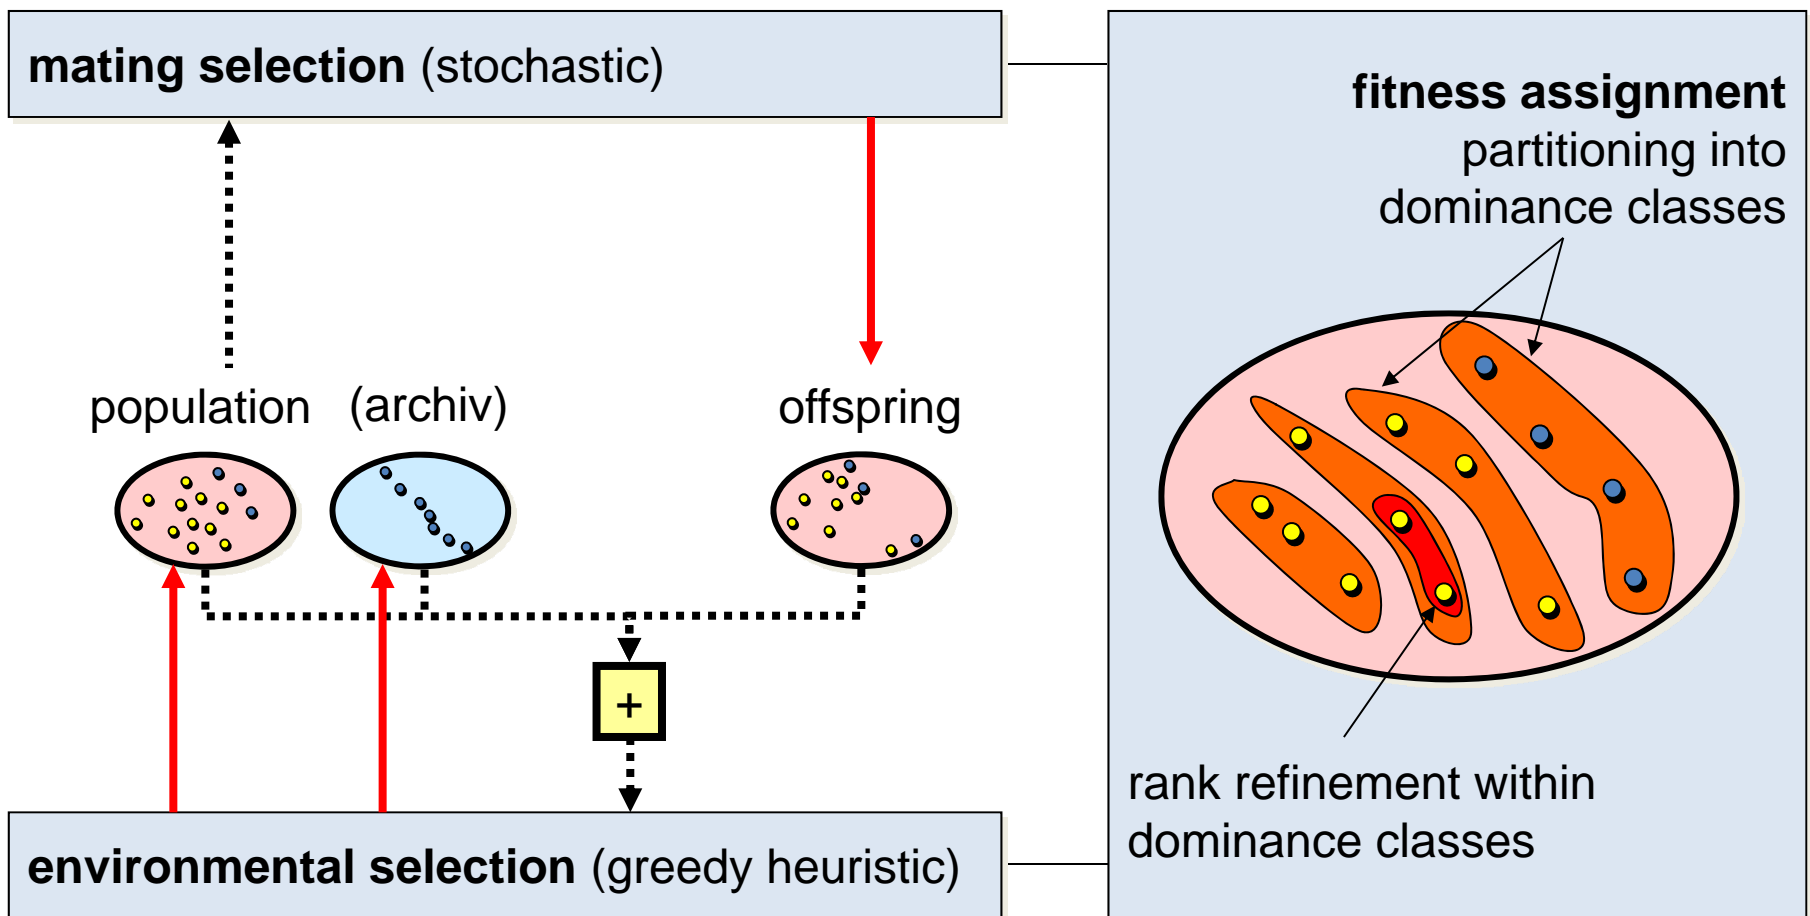 mating selection (stochastic)
fitness assignment
partitioning into
dominance classes
population
(archiv)
offspring
+
rank refinement within
dominance classes
environmental selection (greedy heuristic)